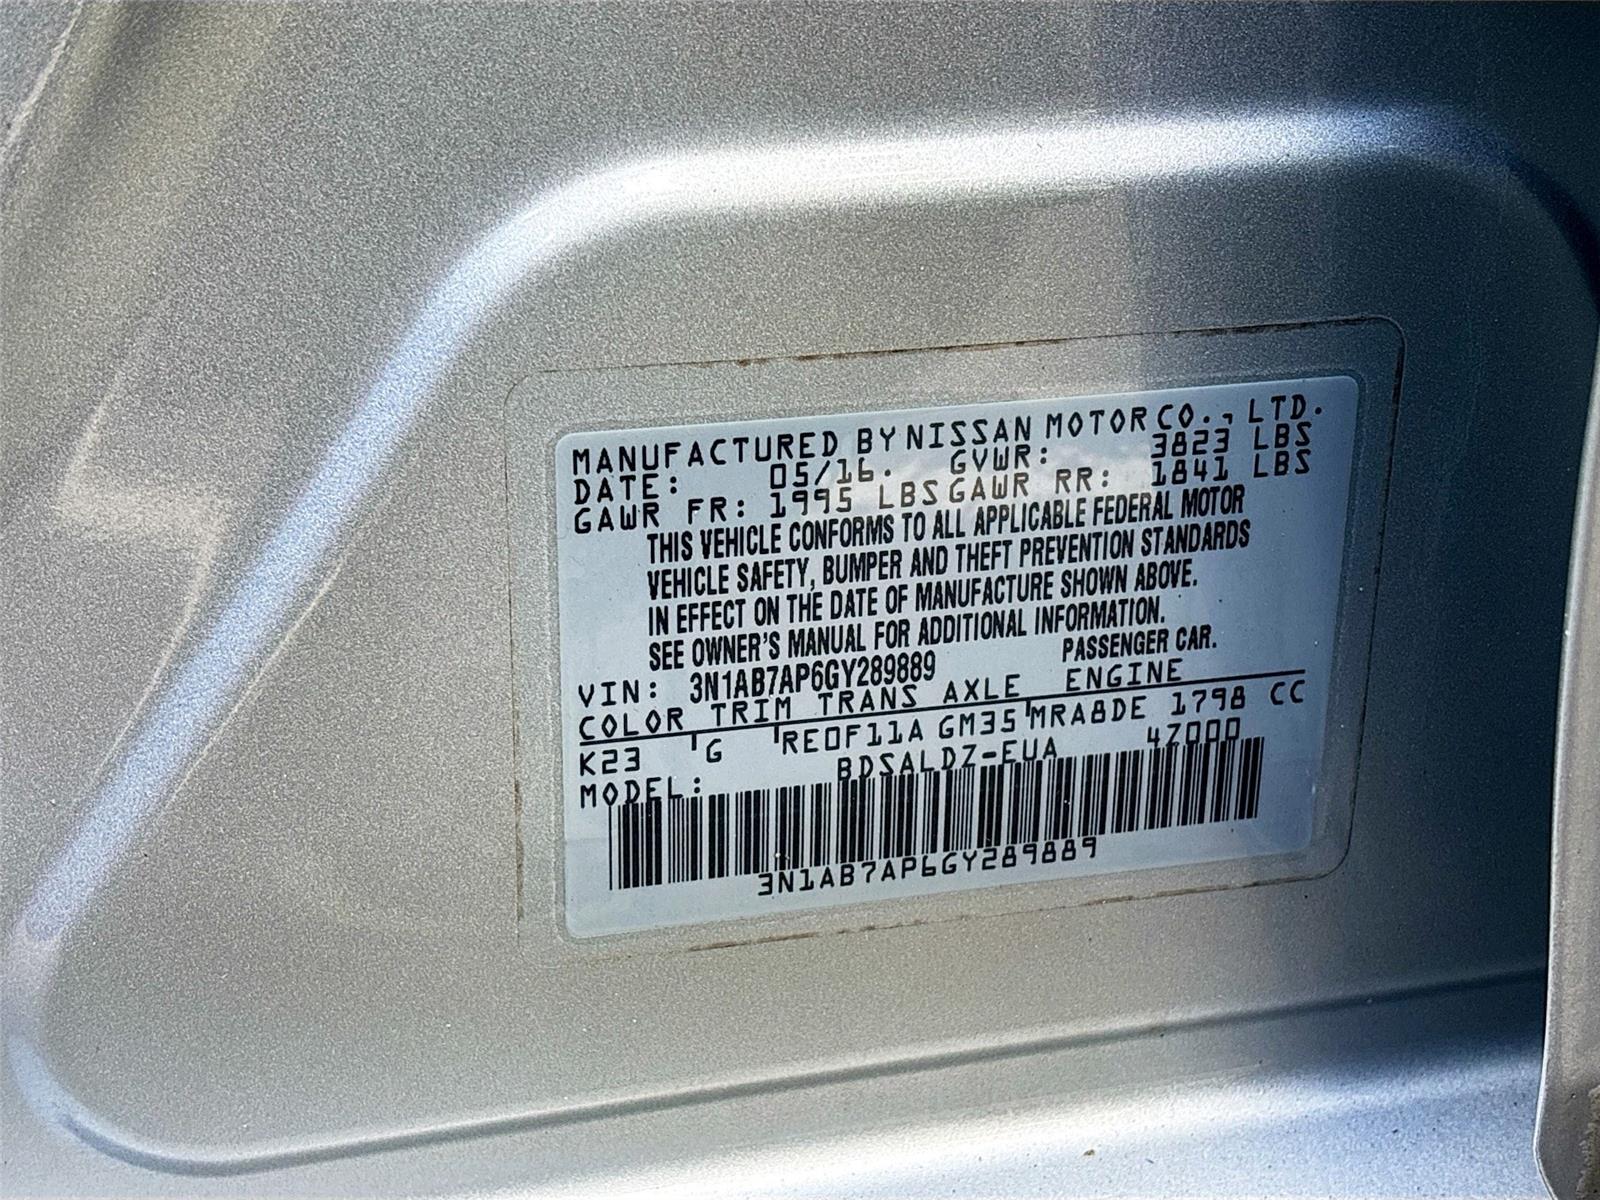 MANUFACTURED BY NISSAN MOTOR CO., LTD.
DATE: 05/16. GVWR: 3823 LBS
GAWR FR: 1995 LBS GAWR RR: 1841 LBS
THIS VEHICLE CONFORMS TO ALL APPLICABLE FEDERAL MOTOR
VEHICLE SAFETY, BUMPER AND THEFT PREVENTION STANDARDS
IN EFFECT ON THE DATE OF MANUFACTURE SHOWN ABOVE.
SEE OWNER'S MANUAL FOR ADDITIONAL INFORMATION.
VIN: 3N1AB7AP6GY289889 PASSENGER CAR.
COLOR TRIM TRANS AXLE ENGINE
K23 G RE0F11A GM35 MRA8DE 1798 CC
MODEL: BDSALDZ-EUA 4Z000
3N1AB7AP6GY289889